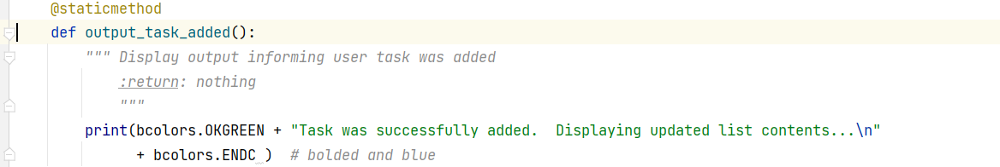 @staticmethod
def output_task_added():
""" Display output informing user task was added
:return: nothing
"""
print(bcolors.OKGREEN + "Task was successfully added.  Displaying updated list contents...\n"
+ bcolors.ENDC )  # bolded and blue